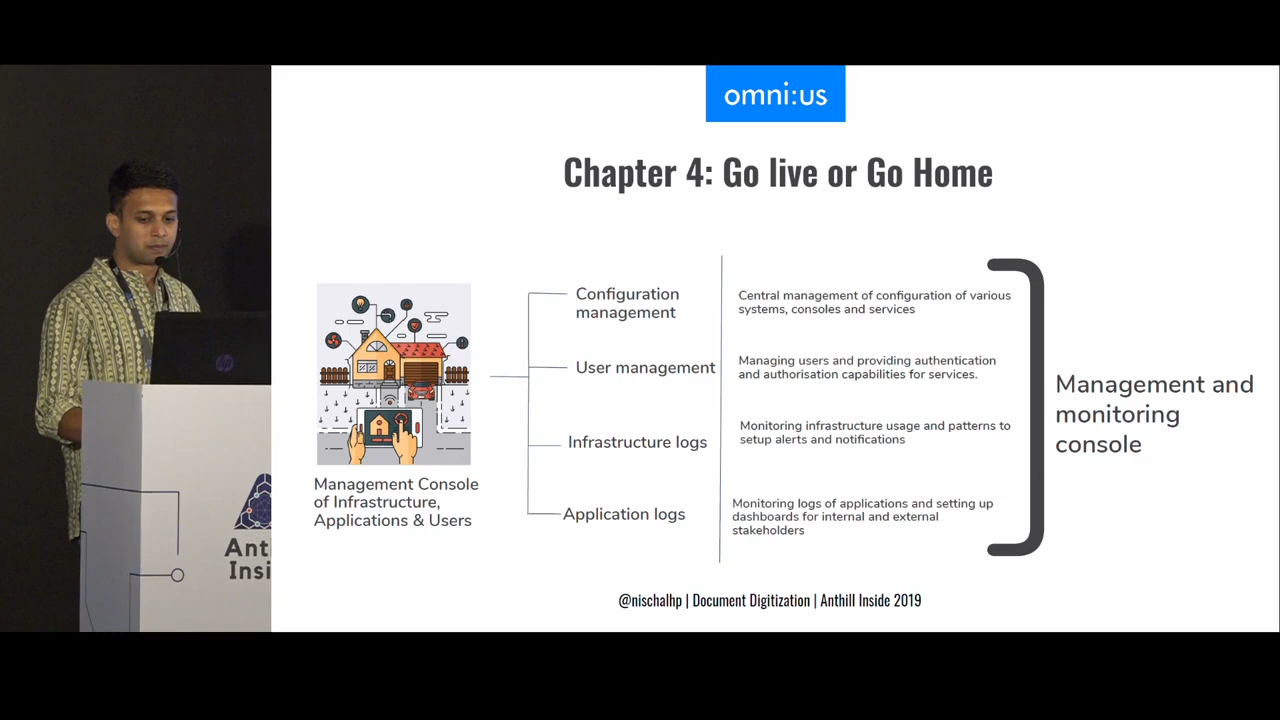 omni:us
Chapter 4: Go live or Go Home
Configuration
management
Central management of configuration of various
systems, consoles and services
User management
Managing users and providing authentication
and authorisation capabilities for services.
Infrastructure logs
Monitoring infrastructure usage and patterns to
setup alerts and notifications
Application logs
Monitoring logs of applications and setting up
dashboards for internal and external
stakeholders
Management Console
of Infrastructure,
Applications & Users
Management and
monitoring
console
@nischalhp | Document Digitization | Anthill Inside 2019
hp
Ant
Insi